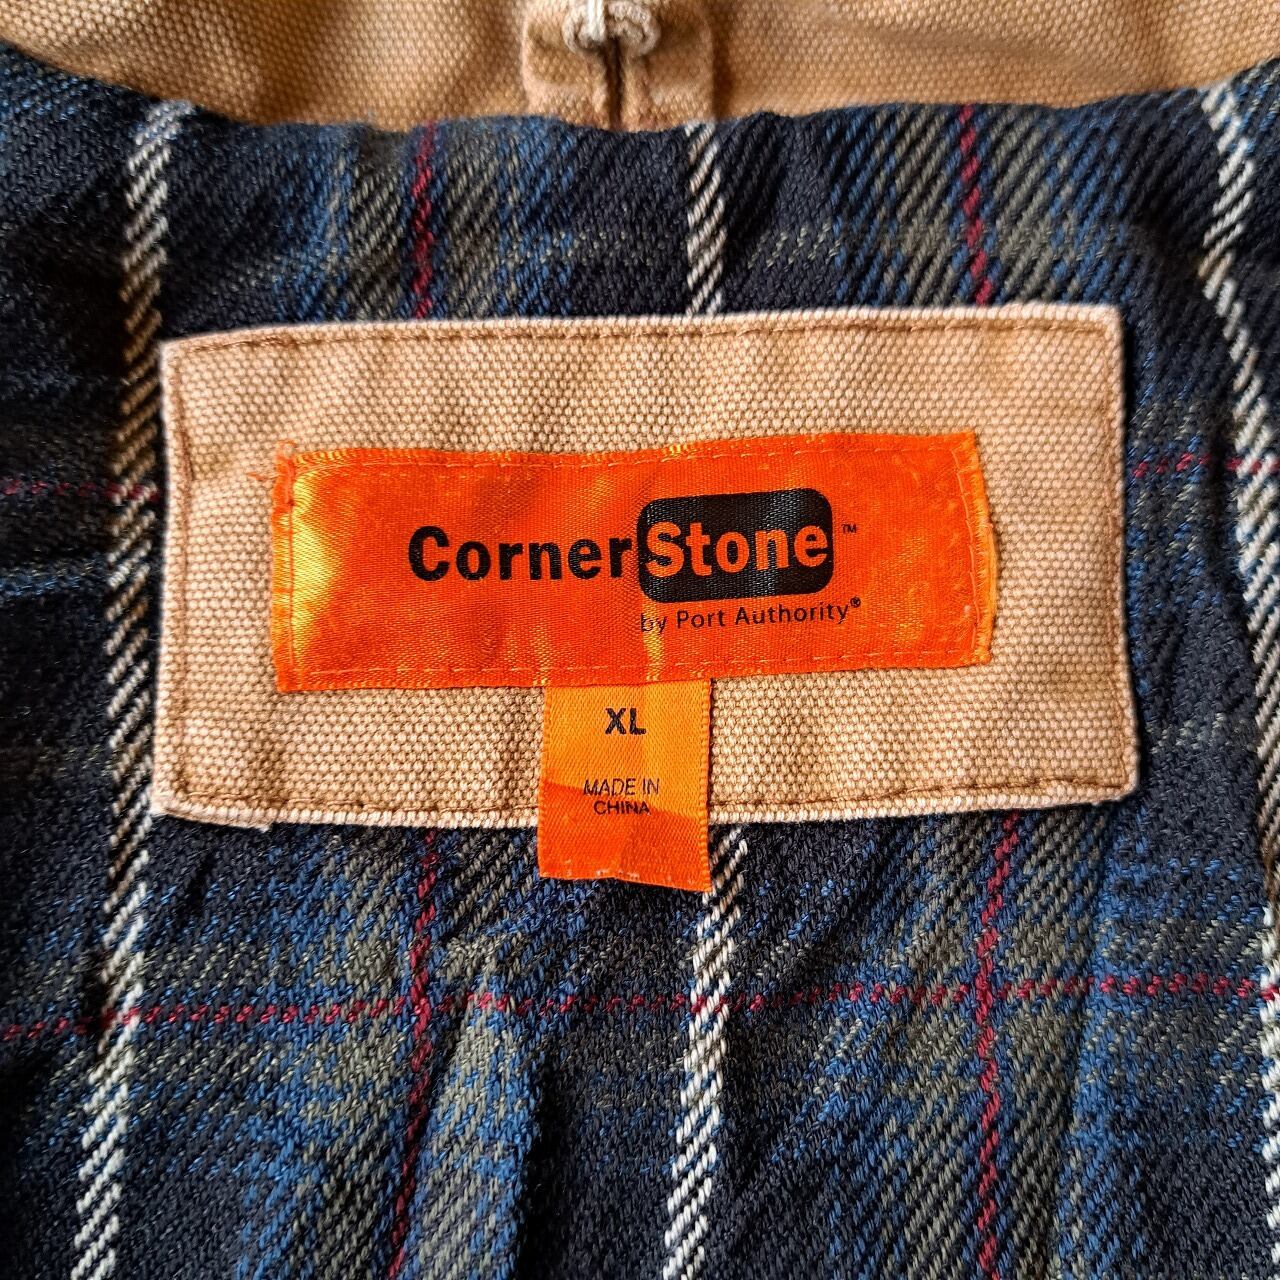 CornerStone™
by Port Authority®
XL
MADE IN
CHINA